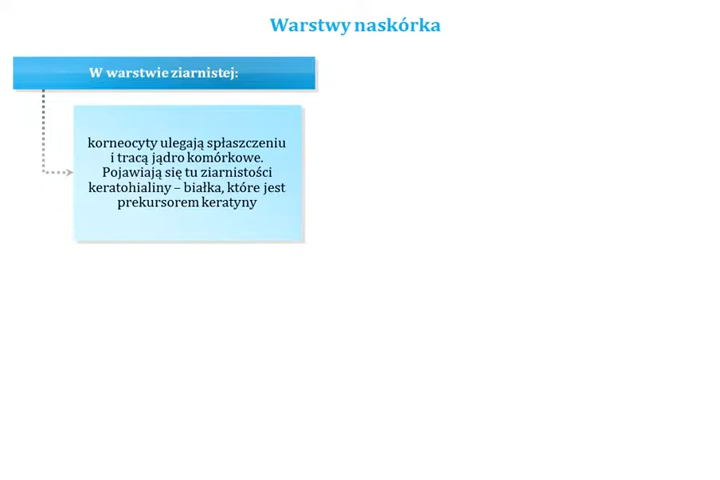 Warstwy naskórka
W warstwie ziarnistej:
korneocyty ulegają spłaszczeniu
i tracą jądro komórkowe.
Pojawiają się tu ziarnistości
keratohialiny – białka, które jest
prekursorem keratyny